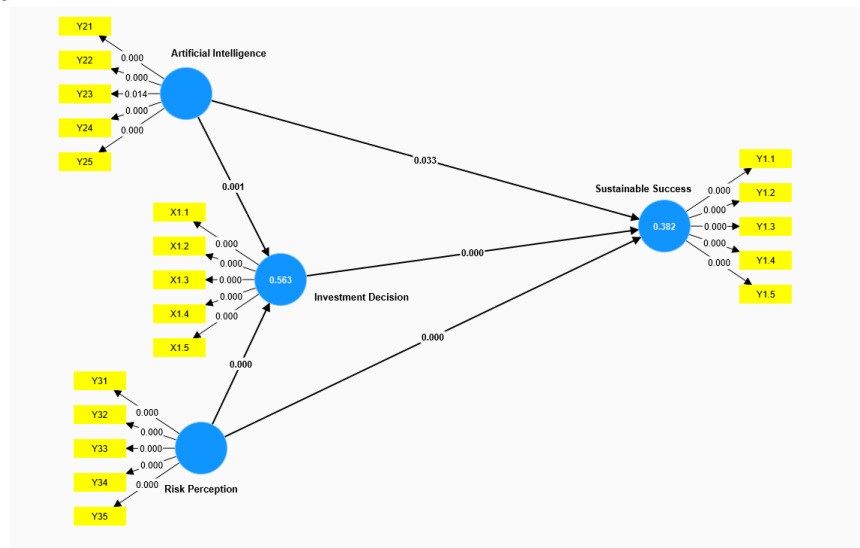 Y21
Artificial Intelligence
0.000
Y22
0.000
Y23
0.014
Y24
0.000
0.000
Y25
0.033
0.001
Y1.1
Sustainable Success
0.000
Y1.2
0.000
0.382
0.000
Y1.3
0.000
Y1.4
0.000
Y1.5
X1.1
0.000
X1.2
0.000
X1.3
0.000
0.563
0.000
Investment Decision
X1.4
0.000
X1.5
0.000
0.000
0.000
Y31
0.000
Y32
0.000
Y33
0.000
0.000
Y34
0.000
Risk Perception
Y35